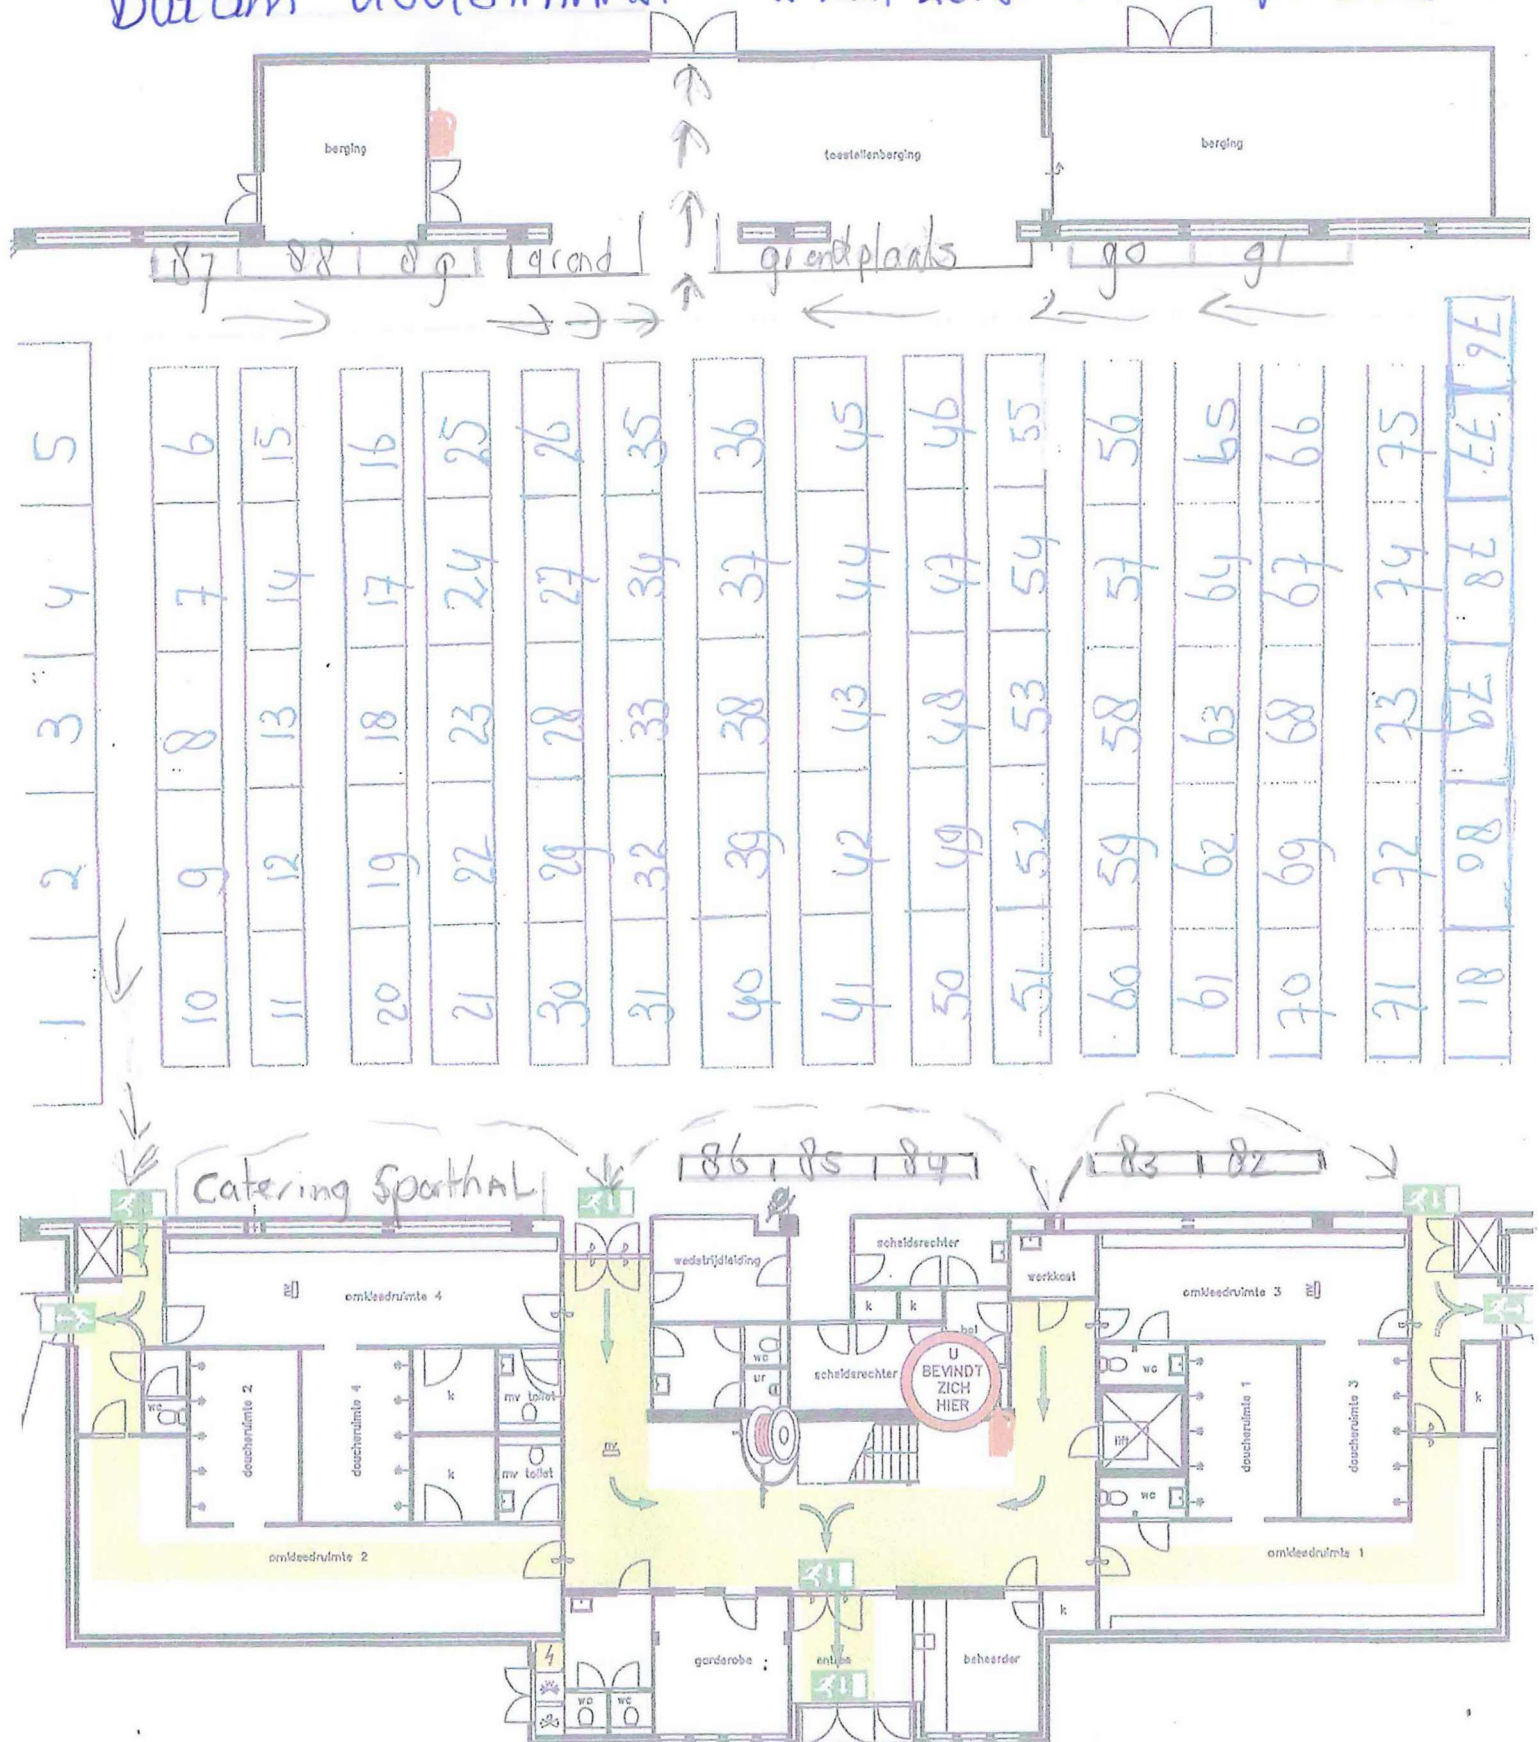 Datum
berging
toestellenberging
berging
87 88 89 grond grondplaats 90 91
76
5 6 15 16 25 26 35 36 45 46 55 56 65 66 75 77
4 7 14 17 24 27 34 37 44 47 54 57 64 67 74 78
3 8 13 18 23 28 33 38 43 48 53 58 63 68 73 79
2 9 12 19 22 29 32 39 42 49 52 59 62 69 72 80
1 10 11 20 21 30 31 40 41 50 51 60 61 70 71 81
Catering SporthAL 86 85 84 83 82
wedstrijdleiding scheidsrechter werkkast
omkleedruimte 4 omkleedruimte 3
k k
hal
wc
ur
scheidsrechter
U
BEVINDT
ZICH
HIER
wc
wc
doucheruimte 2
doucheruimte 4
k
mv toilet
k
mv toilet
mv
lift
wc
doucheruimte 1
doucheruimte 3
k
omkleedruimte 2
omkleedruimte 1
k
garderobe
entree
beheerder
wc wc